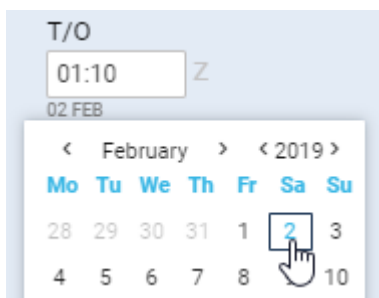 T/O
01:10 Z
02 FEB
< February > < 2019 >
Mo Tu We Th Fr Sa Su
28 29 30 31 1 2 3
4 5 6 7 8 10